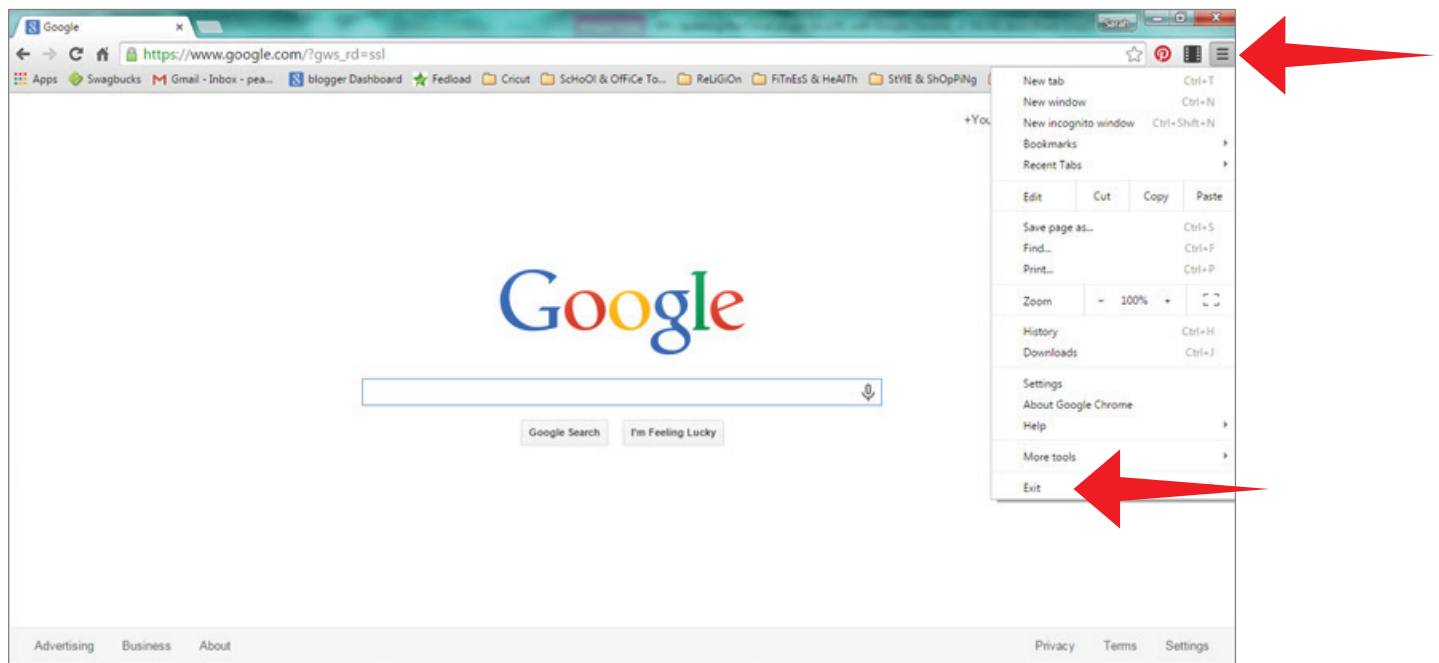 Google
Sarah
https://www.google.com/?gws_rd=ssl
Apps Swagbucks Gmail - Inbox - pea... blogger Dashboard Fedload Cricut ScHoOl & OfFiCe To... ReLiGiOn FiTnEsS & HeAlTh StYlE & ShOpPiNg
+You
New tab Ctrl+T
New window Ctrl+N
New incognito window Ctrl+Shift+N
Bookmarks
Recent Tabs
Edit Cut Copy Paste
Save page as... Ctrl+S
Find... Ctrl+F
Print... Ctrl+P
Zoom - 100% +
History Ctrl+H
Downloads Ctrl+J
Settings
About Google Chrome
Help
More tools
Exit
Google
Google Search I'm Feeling Lucky
Advertising Business About Privacy Terms Settings